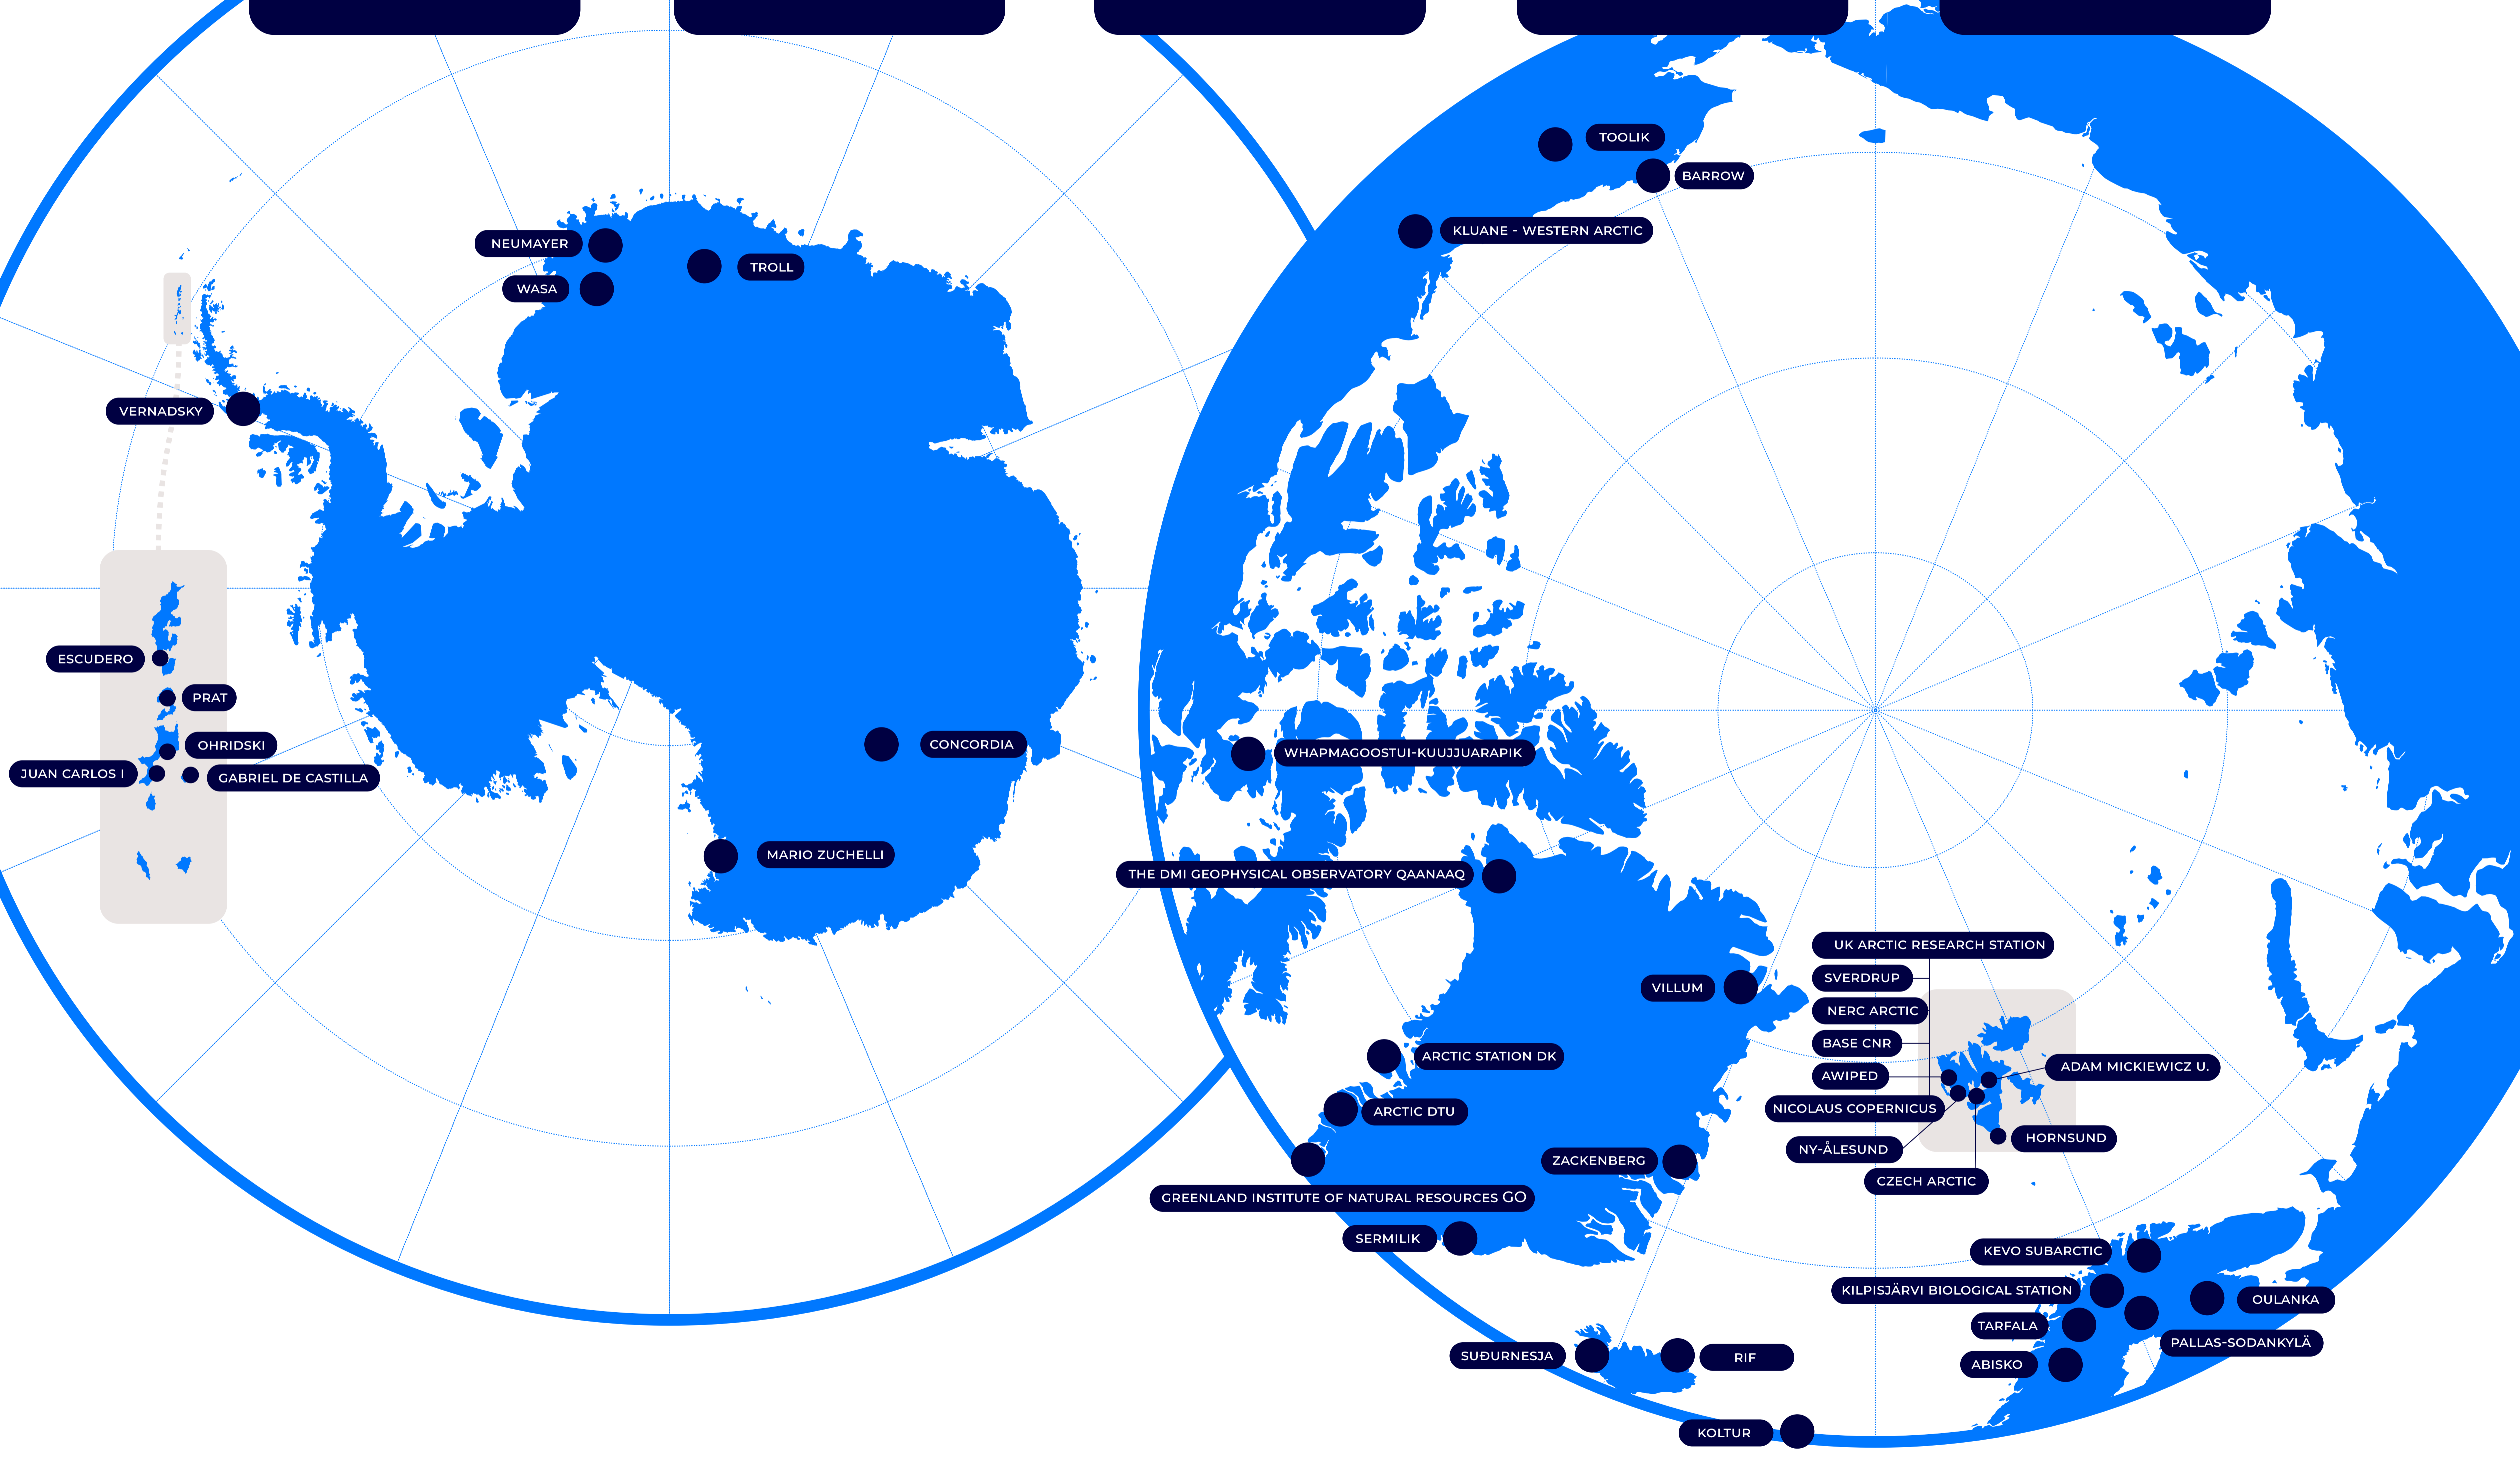 TOOLIK
BARROW
KLUANE - WESTERN ARCTIC
NEUMAYER
TROLL
WASA
VERNADSKY
ESCUDERO
PRAT
OHRIDSKI
JUAN CARLOS I
GABRIEL DE CASTILLA
CONCORDIA
MARIO ZUCHELLI
WHAPMAGOOSTUI-KUUJJUARAPIK
THE DMI GEOPHYSICAL OBSERVATORY QAANAAQ
VILLUM
UK ARCTIC RESEARCH STATION
SVERDRUP
NERC ARCTIC
BASE CNR
AWIPED
NICOLAUS COPERNICUS
NY-ÅLESUND
CZECH ARCTIC
ADAM MICKIEWICZ U.
HORNSUND
ARCTIC STATION DK
ARCTIC DTU
ZACKENBERG
GREENLAND INSTITUTE OF NATURAL RESOURCES GO
SERMILIK
SUÐURNESJA
RIF
KOLTUR
KEVO SUBARCTIC
KILPISJÄRVI BIOLOGICAL STATION
OULANKA
TARFALA
PALLAS-SODANKYLÄ
ABISKO